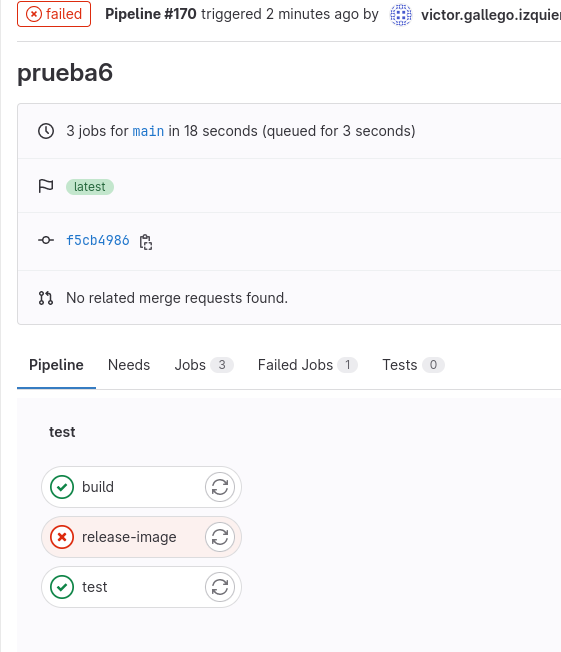 failed Pipeline #170 triggered 2 minutes ago by victor.gallego.izquier
prueba6
3 jobs for main in 18 seconds (queued for 3 seconds)
latest
f5cb4986
No related merge requests found.
Pipeline Needs Jobs 3 Failed Jobs 1 Tests 0
test
build
release-image
test